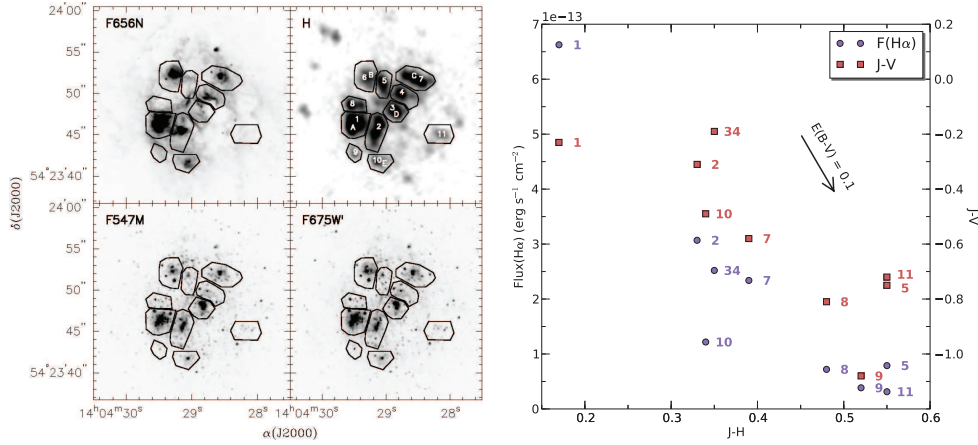 F656N
H
24'00"
55"
50"
45"
54°23'40"
6 B
5
C 7
4
8
3
D
1
A
2
11
9
10 E
δ(J2000)
F547M
F675W'
24'00"
55"
50"
45"
54°23'40"
14ʰ04ᵐ30ˢ
29ˢ
28ˢ
14ʰ04ᵐ30ˢ
29ˢ
28ˢ
α(J2000)
7 1e−13
6
5
4
3
2
1
0
Flux(Hα) (erg s⁻¹ cm⁻²)
0.2
0.0
−0.2
−0.4
−0.6
−0.8
−1.0
J-V
F(Hα)
J-V
E(B-V) = 0.1
1
1
34
2
10
7
2
34
7
10
11
5
8
9
8
5
9
11
0.2
0.3
0.4
0.5
0.6
J-H